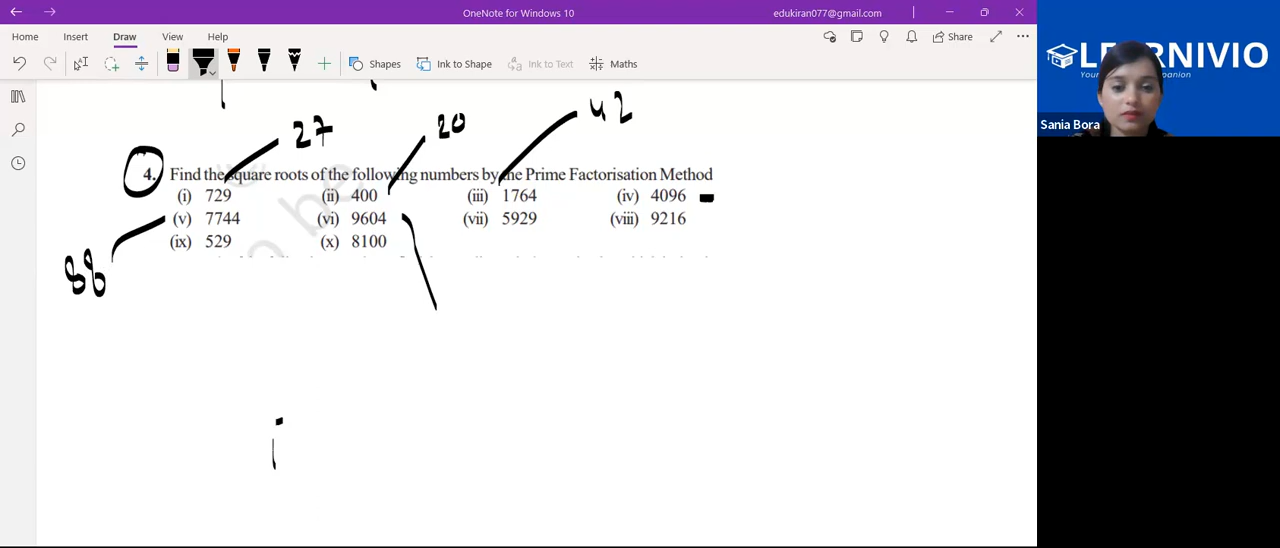 OneNote for Windows 10
edukiran077@gmail.com
Home Insert Draw View Help
Share
Shapes Ink to Shape Ink to Text Maths
LEARNIVIO
Sania Bora
27 20 42
4. Find the square roots of the following numbers by the Prime Factorisation Method
(i) 729 (ii) 400 (iii) 1764 (iv) 4096
(v) 7744 (vi) 9604 (vii) 5929 (viii) 9216
(ix) 529 (x) 8100
88